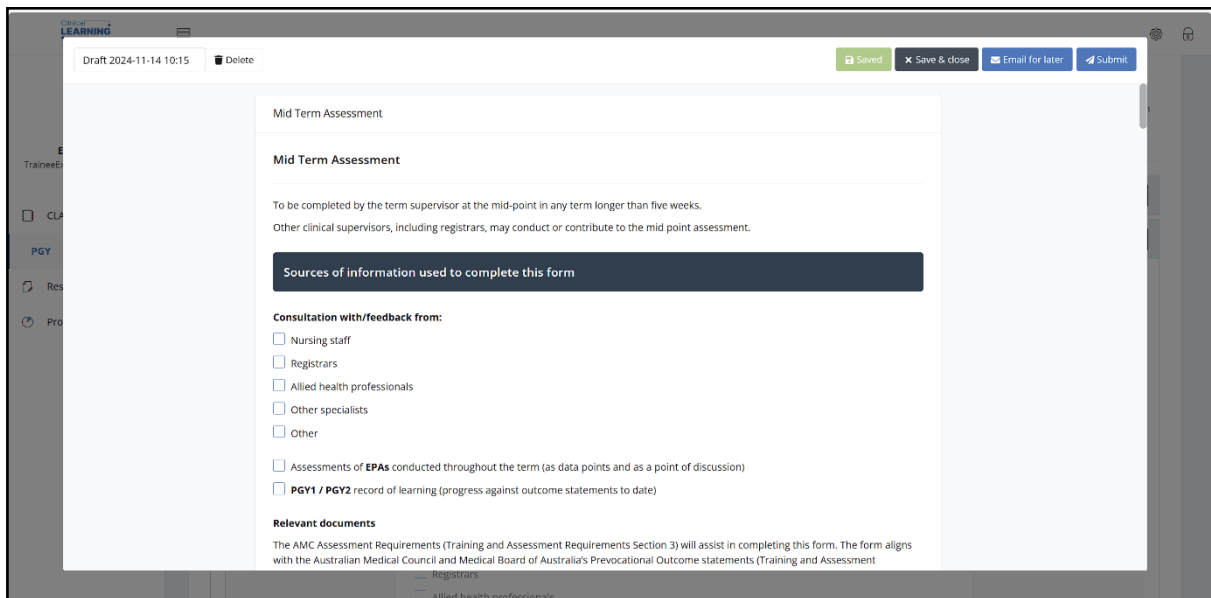 Clinical
LEARNING
Draft 2024-11-14 10:15
Delete
Saved
Save & close
Email for later
Submit
Mid Term Assessment
Mid Term Assessment
To be completed by the term supervisor at the mid-point in any term longer than five weeks.
Other clinical supervisors, including registrars, may conduct or contribute to the mid point assessment.
Sources of information used to complete this form
Consultation with/feedback from:
Nursing staff
Registrars
Allied health professionals
Other specialists
Other
Assessments of EPAs conducted throughout the term (as data points and as a point of discussion)
PGY1 / PGY2 record of learning (progress against outcome statements to date)
Relevant documents
The AMC Assessment Requirements (Training and Assessment Requirements Section 3) will assist in completing this form. The form aligns
with the Australian Medical Council and Medical Board of Australia's Prevocational Outcome statements (Training and Assessment
E
TraineeEx
CLA
PGY
Res
Pro
Registrars
Allied health professionals